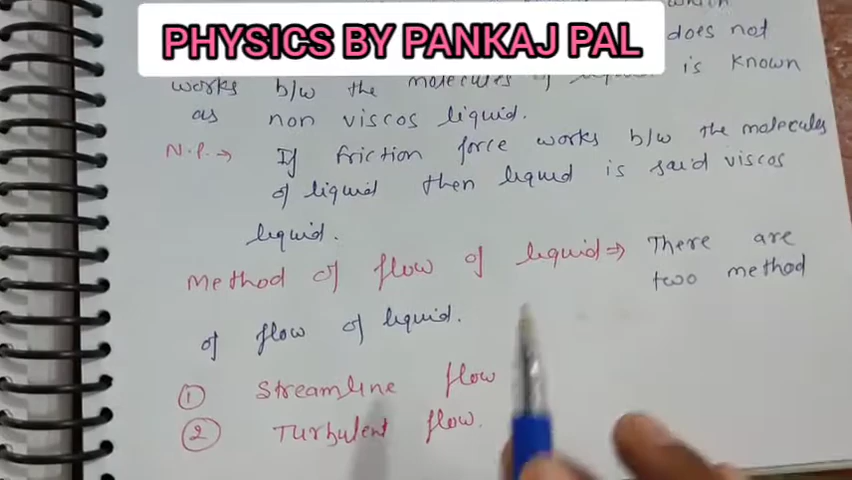 PHYSICS BY PANKAJ PAL
which
does not
works b/w the molecules of is known
as non viscos liquid.
N.P.→ If friction force works b/w the molecules
of liquid then liquid is said viscos
liquid.
Method of flow of liquid⇒ There are
two method
of flow of liquid.
① Streamline flow
② Turbulent flow.